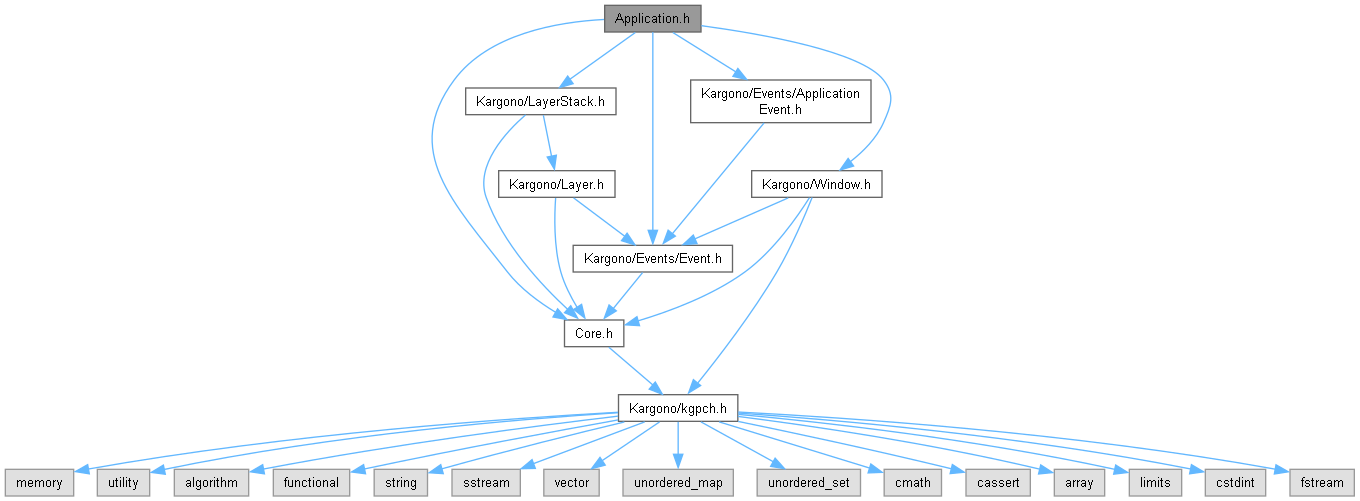 Application.h
Kargono/LayerStack.h
Kargono/Events/Application
Event.h
Kargono/Layer.h
Kargono/Window.h
Kargono/Events/Event.h
Core.h
Kargono/kgpch.h
memory
utility
algorithm
functional
string
sstream
vector
unordered_map
unordered_set
cmath
cassert
array
limits
cstdint
fstream